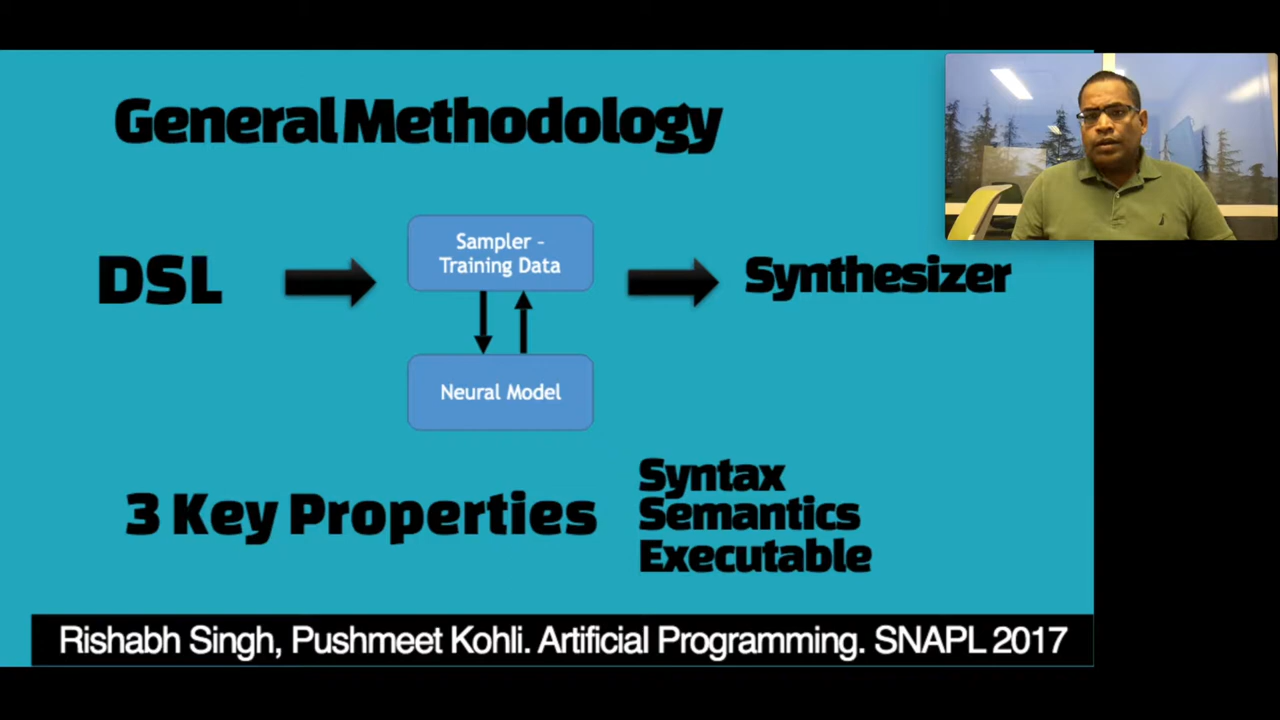 General Methodology
DSL
Sampler –
Training Data
Synthesizer
Neural Model
3 Key Properties
Syntax
Semantics
Executable
Rishabh Singh, Pushmeet Kohli. Artificial Programming. SNAPL 2017